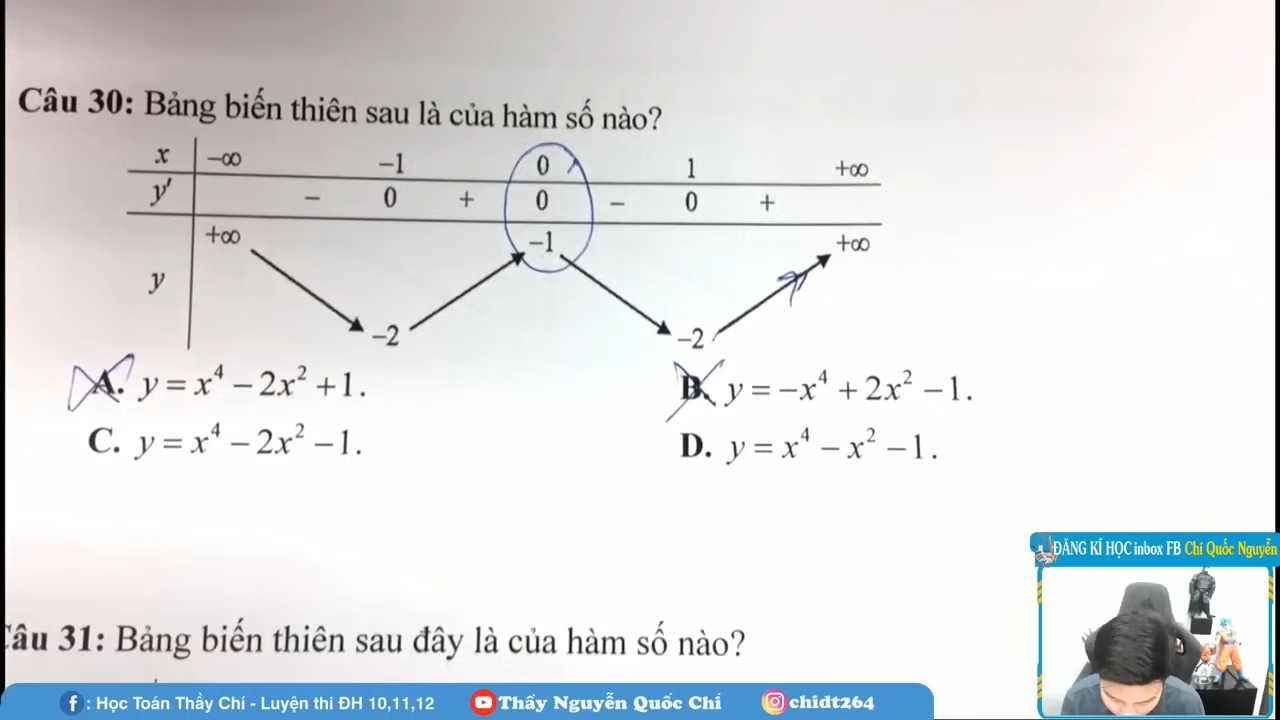 Câu 30: Bảng biến thiên sau là của hàm số nào?
x −∞ −1 0 1 +∞
y' − 0 + 0 − 0 +
+∞ −1 +∞
y
−2 −2
A. y = x⁴ − 2x² + 1. B. y = −x⁴ + 2x² − 1.
C. y = x⁴ − 2x² − 1. D. y = x⁴ − x² − 1.
ĐĂNG KÍ HỌC inbox FB Chí Quốc Nguyễn
Câu 31: Bảng biến thiên sau đây là của hàm số nào?
f : Học Toán Thầy Chí - Luyện thi ĐH 10,11,12 Thầy Nguyễn Quốc Chí chidt264